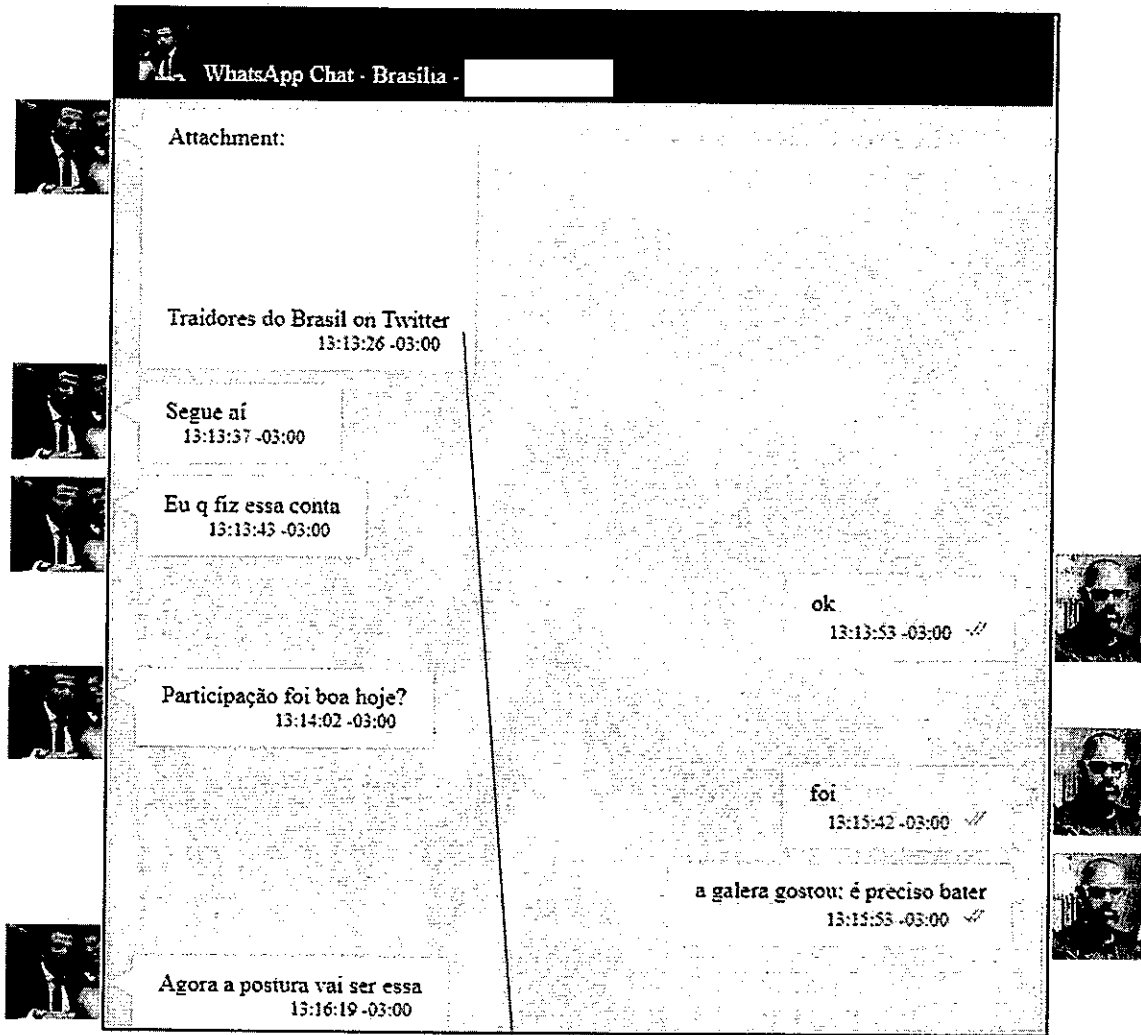 WhatsApp Chat - Brasília -
Attachment:
Traidores do Brasil on Twitter
13:13:26 -03:00
Segue aí
13:13:37 -03:00
Eu q fiz essa conta
13:13:43 -03:00
ok
13:13:53 -03:00
Participação foi boa hoje?
13:14:02 -03:00
foi
13:15:42 -03:00
a galera gostou; é preciso bater
13:15:53 -03:00
Agora a postura vai ser essa
13:16:19 -03:00